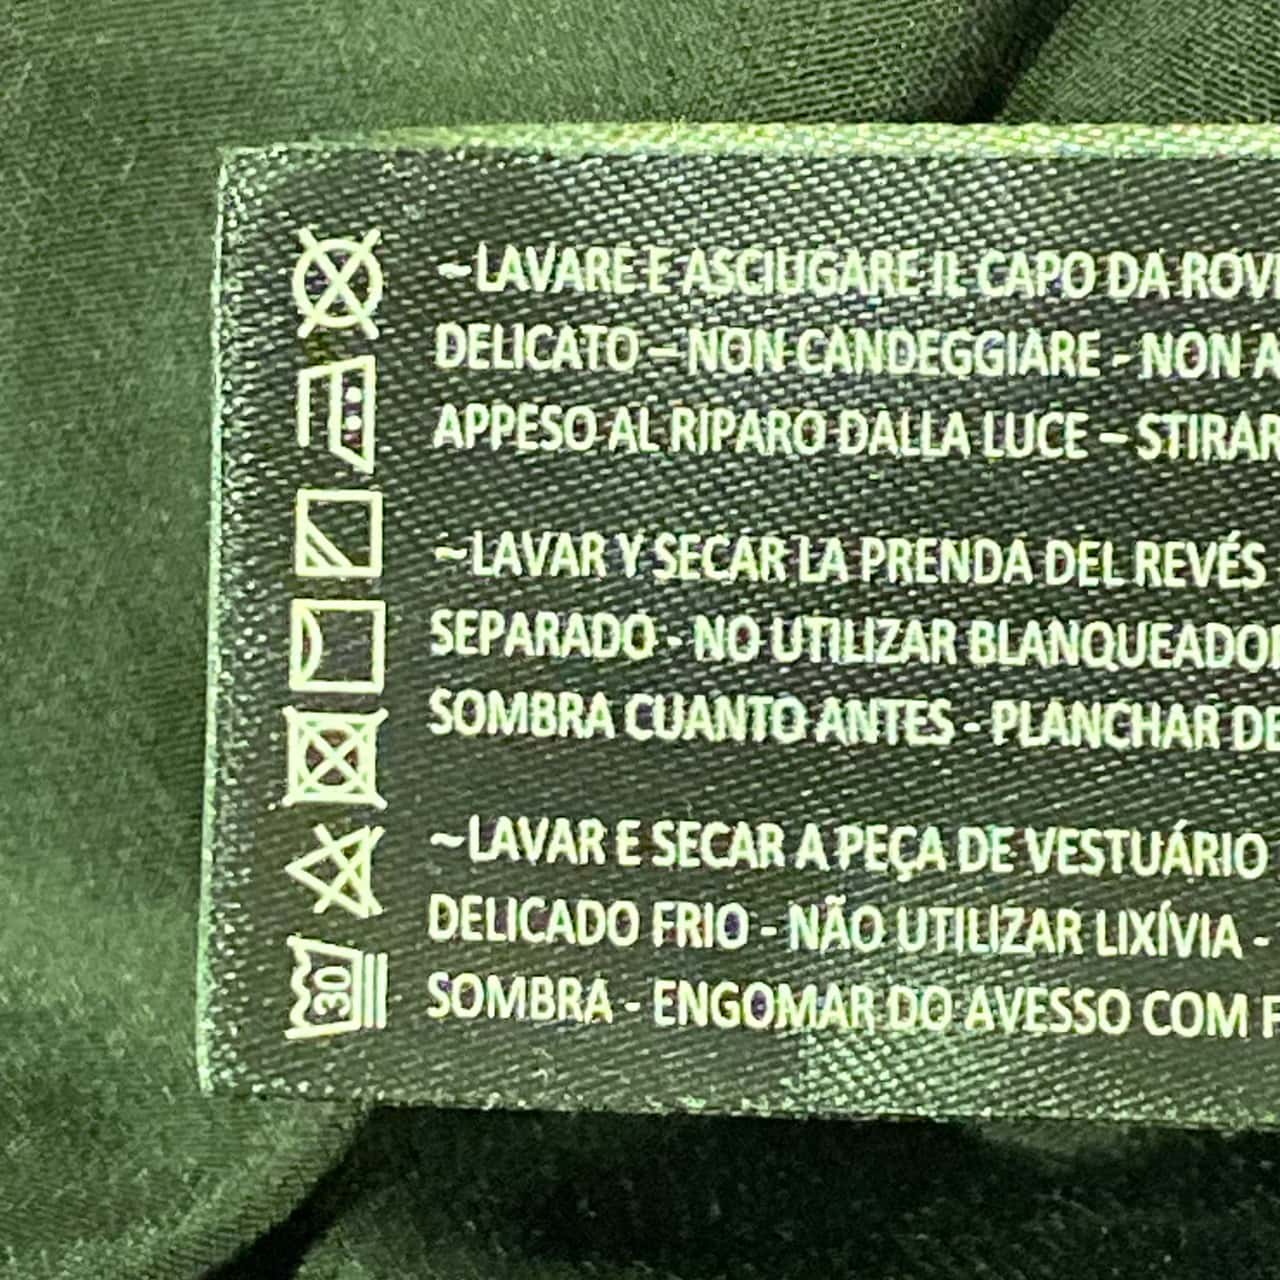 ~LAVARE E ASCIUGARE IL CAPO DA ROV
DELICATO – NON CANDEGGIARE - NON A
APPESO AL RIPARO DALLA LUCE – STIRAR
~LAVAR Y SECAR LA PRENDA DEL REVÉS
SEPARADO - NO UTILIZAR BLANQUEADO
SOMBRA CUANTO ANTES - PLANCHAR DE
~LAVAR E SECAR A PEÇA DE VESTUÁRIO
DELICADO FRIO - NÃO UTILIZAR LIXÍVIA -
SOMBRA - ENGOMAR DO AVESSO COM F
30